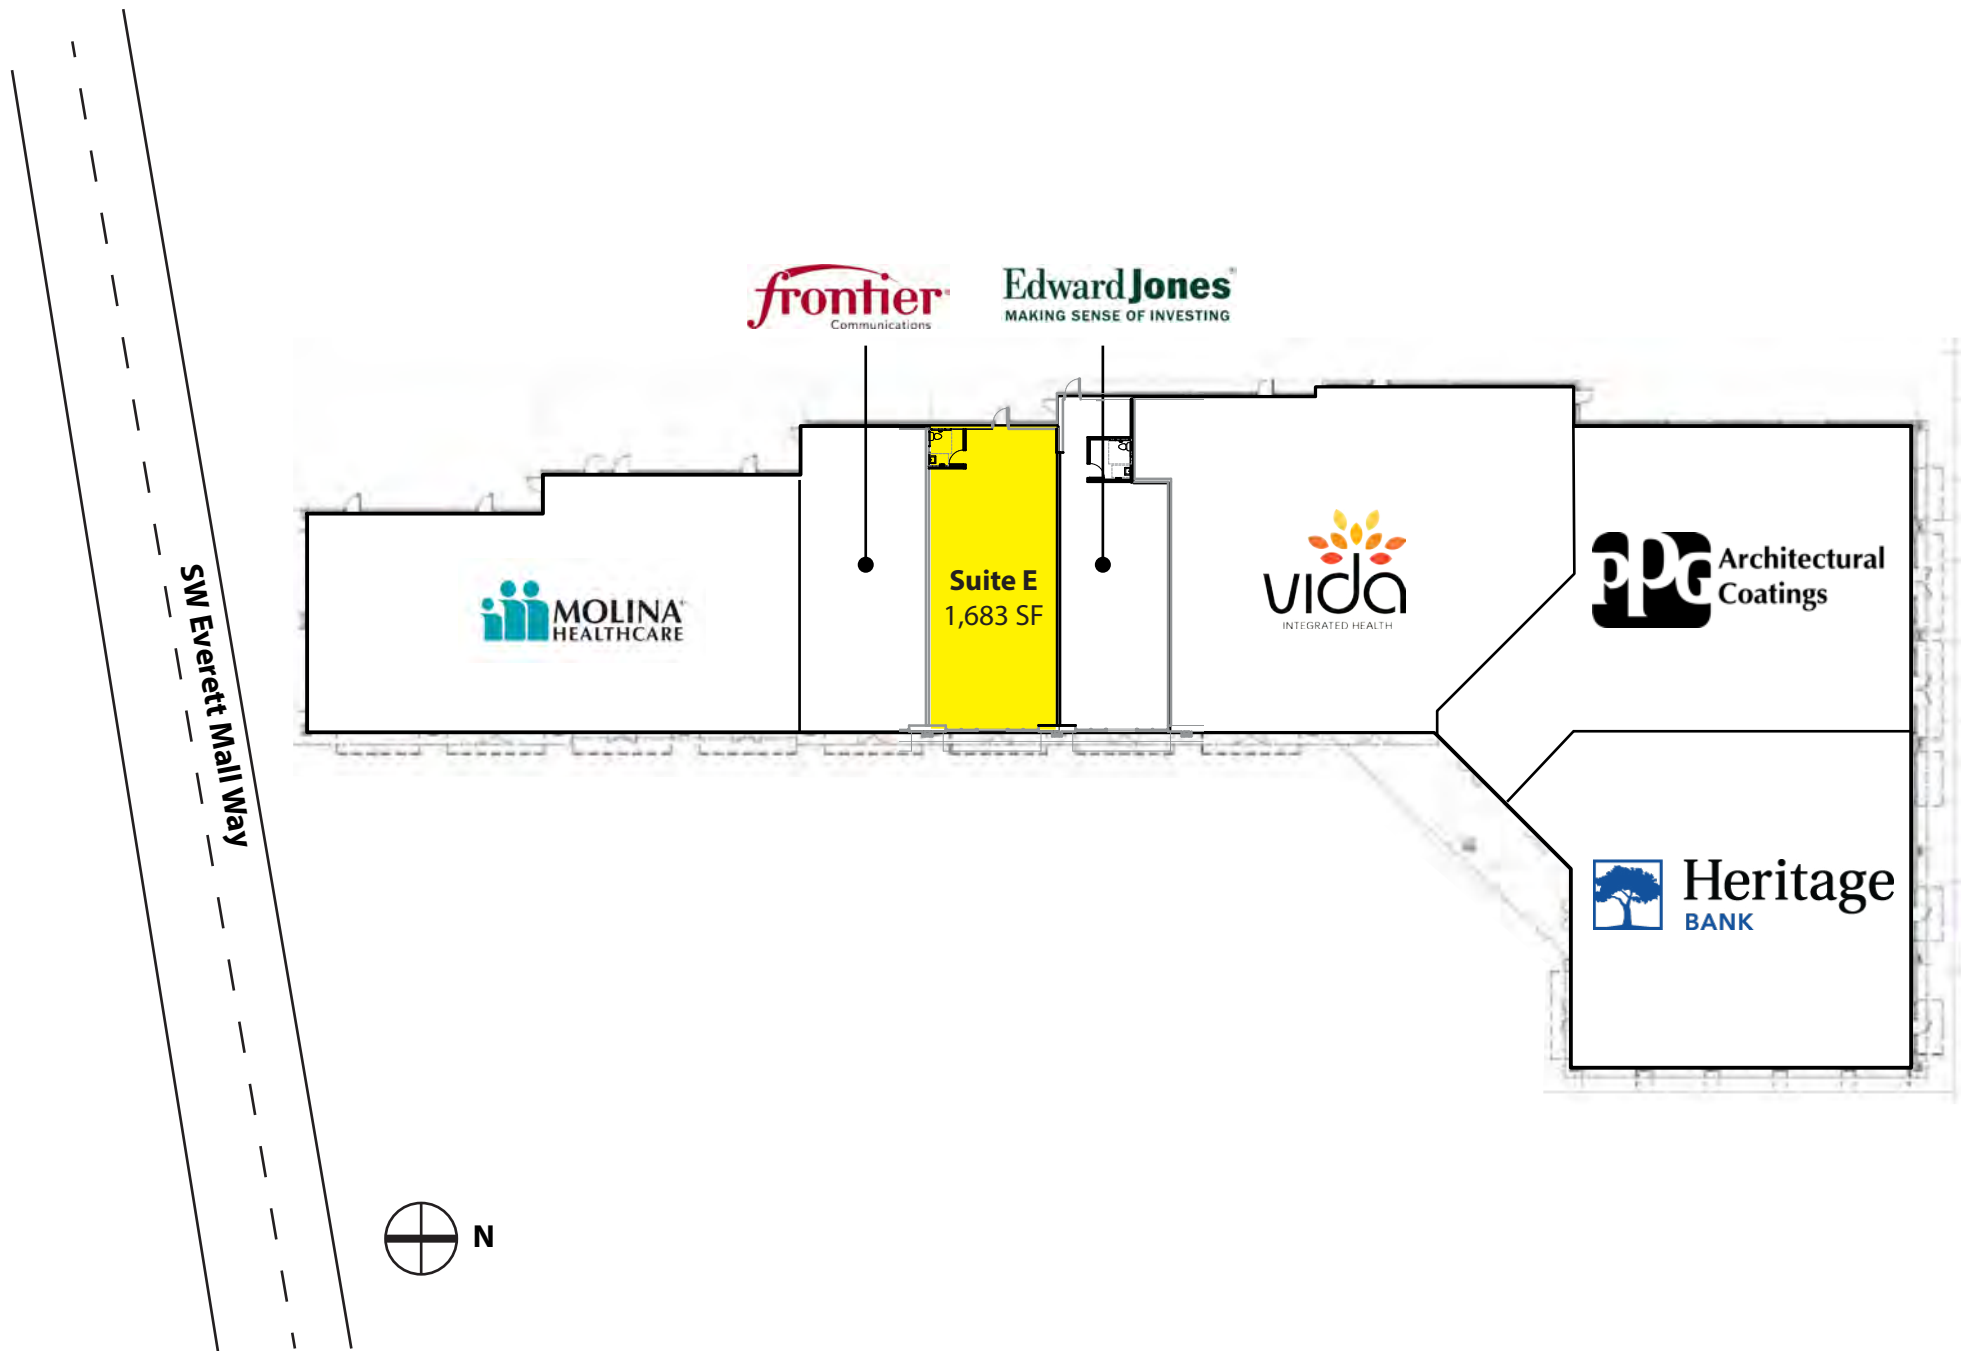 frontier®
Communications
Edward Jones®
MAKING SENSE OF INVESTING
SW Everett Mall Way
MOLINA®
HEALTHCARE
Suite E
1,683 SF
vida
INTEGRATED HEALTH
PPG Architectural
Coatings
Heritage
BANK
N